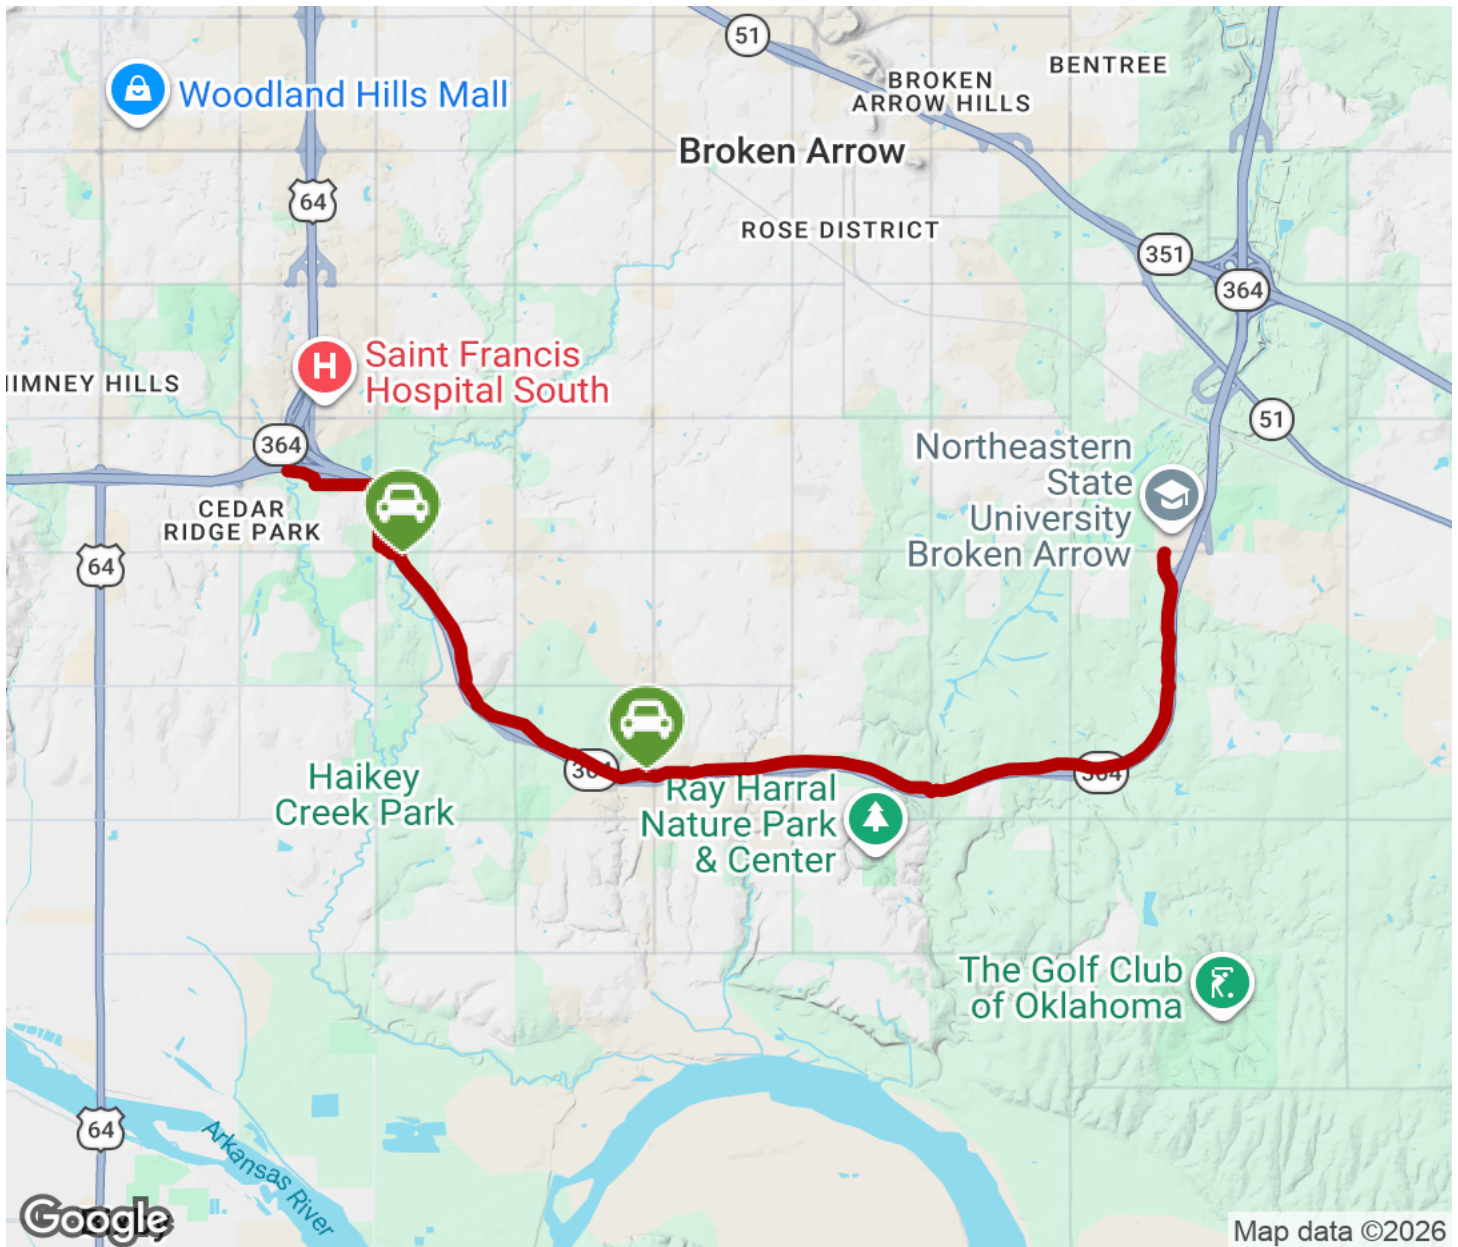 51
BENTREE
BROKEN
ARROW HILLS
Woodland Hills Mall
Broken Arrow
64
ROSE DISTRICT
351
364
Saint Francis
Hospital South
H
IMNEY HILLS
364
51
Northeastern
State
University
Broken Arrow
CEDAR
RIDGE PARK
64
364
364
Haikey
Creek Park
Ray Harral
Nature Park
& Center
The Golf Club
of Oklahoma
64
Arkansas River
Google
Map data ©2026